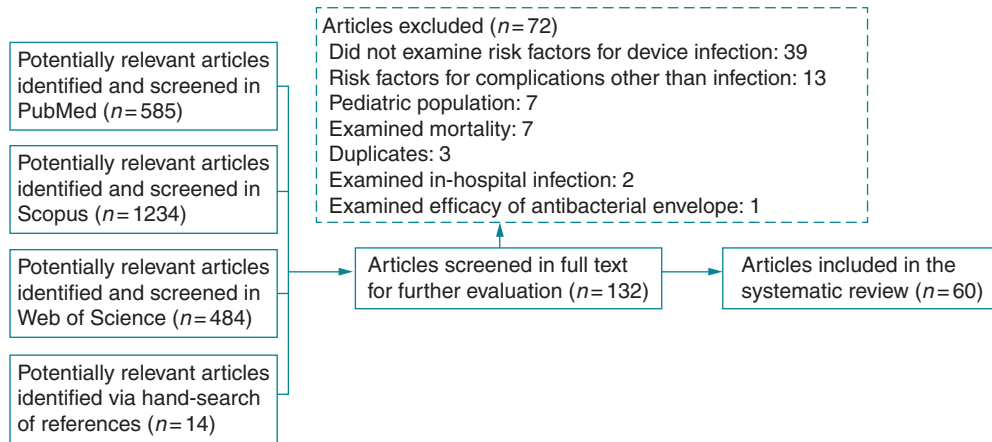 Potentially relevant articles
identified and screened in
PubMed (n=585)
Potentially relevant articles
identified and screened in
Scopus (n=1234)
Potentially relevant articles
identified and screened in
Web of Science (n=484)
Potentially relevant articles
identified via hand-search
of references (n=14)
Articles excluded (n=72)
Did not examine risk factors for device infection: 39
Risk factors for complications other than infection: 13
Pediatric population: 7
Examined mortality: 7
Duplicates: 3
Examined in-hospital infection: 2
Examined efficacy of antibacterial envelope: 1
Articles screened in full text
for further evaluation (n=132)
Articles included in the
systematic review (n=60)